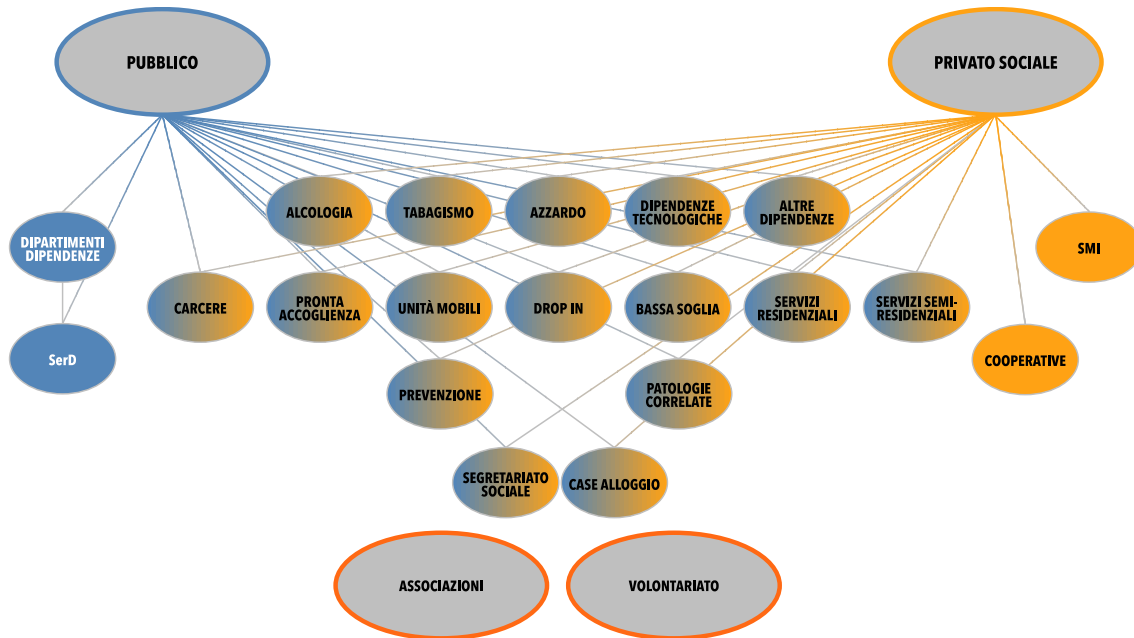 PUBBLICO
PRIVATO SOCIALE
ALCOLOGIA
TABAGISMO
AZZARDO
DIPENDENZE
TECNOLOGICHE
ALTRE
DIPENDENZE
DIPARTIMENTI
DIPENDENZE
SMI
CARCERE
PRONTA
ACCOGLIENZA
UNITÀ MOBILI
DROP IN
BASSA SOGLIA
SERVIZI
RESIDENZIALI
SERVIZI SEMI-
RESIDENZIALI
SerD
COOPERATIVE
PREVENZIONE
PATOLOGIE
CORRELATE
SEGRETARIATO
SOCIALE
CASE ALLOGGIO
ASSOCIAZIONI
VOLONTARIATO